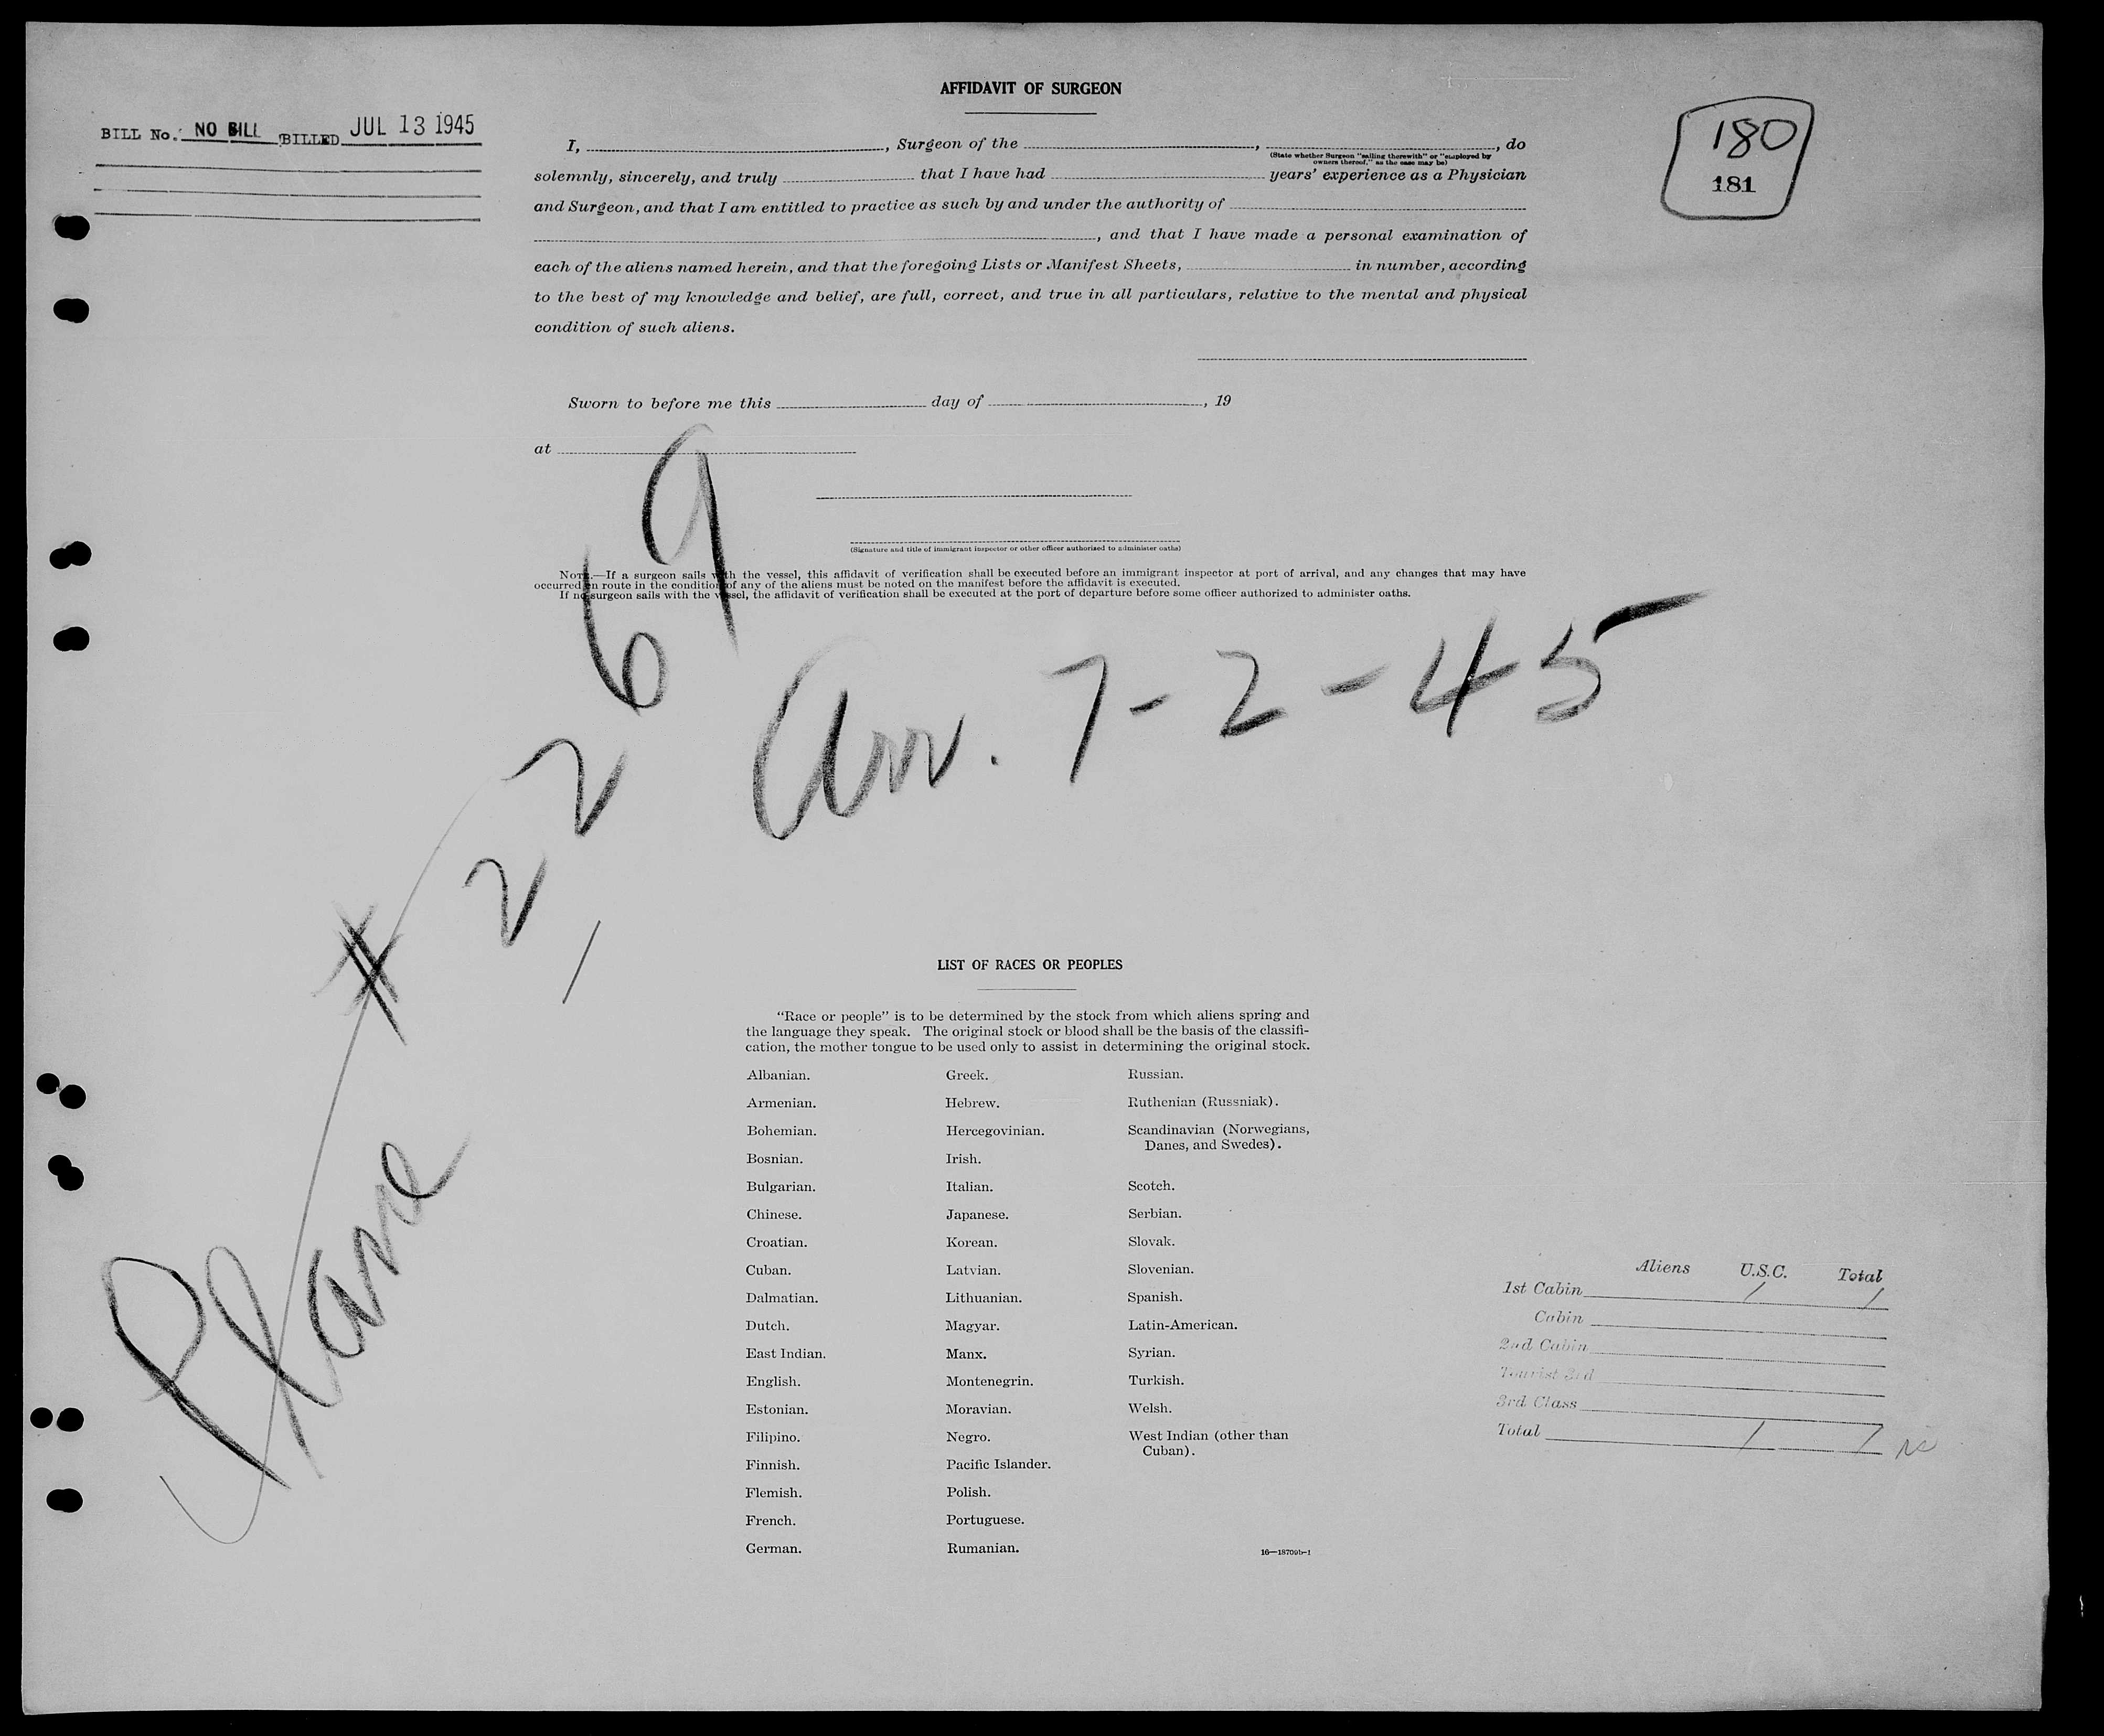 AFFIDAVIT OF SURGEON
BILL No. NO BILL BILLED JUL 13 1945
180
181
I, , Surgeon of the , , do
(State whether Surgeon "sailing therewith" or "employed by
owners thereof," as the case may be)
solemnly, sincerely, and truly that I have had years' experience as a Physician
and Surgeon, and that I am entitled to practice as such by and under the authority of
, and that I have made a personal examination of
each of the aliens named herein, and that the foregoing Lists or Manifest Sheets, in number, according
to the best of my knowledge and belief, are full, correct, and true in all particulars, relative to the mental and physical
condition of such aliens.
Sworn to before me this day of , 19
at
(Signature and title of immigrant inspector or other officer authorized to administer oaths)
NOTE.—If a surgeon sails with the vessel, this affidavit of verification shall be executed before an immigrant inspector at port of arrival, and any changes that may have
occurred en route in the condition of any of the aliens must be noted on the manifest before the affidavit is executed.
If no surgeon sails with the vessel, the affidavit of verification shall be executed at the port of departure before some officer authorized to administer oaths.
Plane # 2269
Arr. 7-2-45
LIST OF RACES OR PEOPLES
"Race or people" is to be determined by the stock from which aliens spring and
the language they speak. The original stock or blood shall be the basis of the classifi-
cation, the mother tongue to be used only to assist in determining the original stock.
Albanian.
Armenian.
Bohemian.
Bosnian.
Bulgarian.
Chinese.
Croatian.
Cuban.
Dalmatian.
Dutch.
East Indian.
English.
Estonian.
Filipino.
Finnish.
Flemish.
French.
German.
Greek.
Hebrew.
Hercegovinian.
Irish.
Italian.
Japanese.
Korean.
Latvian.
Lithuanian.
Magyar.
Manx.
Montenegrin.
Moravian.
Negro.
Pacific Islander.
Polish.
Portuguese.
Rumanian.
Russian.
Ruthenian (Russniak).
Scandinavian (Norwegians,
Danes, and Swedes).
Scotch.
Serbian.
Slovak.
Slovenian.
Spanish.
Latin-American.
Syrian.
Turkish.
Welsh.
West Indian (other than
Cuban).
16—18709b-1
Aliens U.S.C. Total
1st Cabin 1 1
Cabin
2nd Cabin
Tourist 3rd
3rd Class
Total 1 1